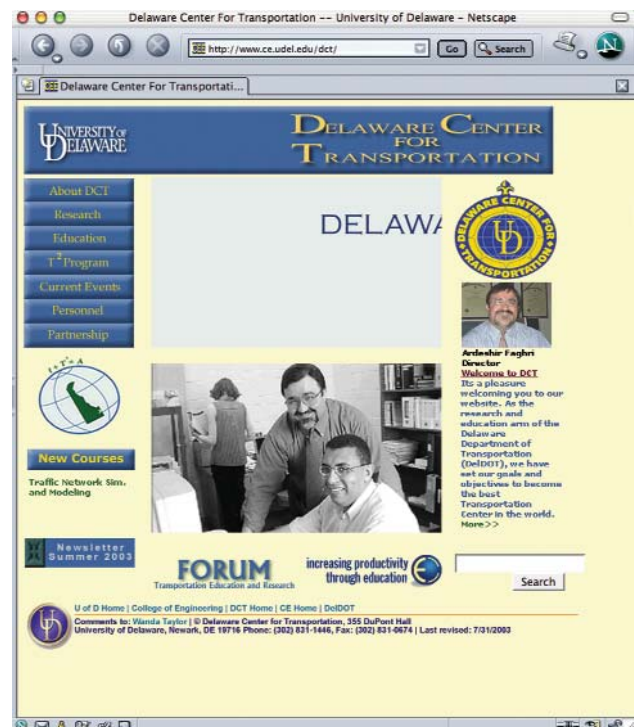 Delaware Center For Transportation -- University of Delaware – Netscape
http://www.ce.udel.edu/dct/
Go
Search
N
Delaware Center For Transportati...
UNIVERSITY OF
DELAWARE
DELAWARE CENTER
FOR
TRANSPORTATION
About DCT
Research
Education
T2 Program
Current Events
Personnel
Partnership
DELAWA
DELAWARE CENTER FOR
UD
TRANSPORTATION
Ardeshir Faghri
Director
Welcome to DCT
Its a pleasure
welcoming you to our
website. As the
research and
education arm of the
Delaware
Department of
Transportation
(DelDOT), we have
set our goals and
objectives to become
the best
Transportation
Center in the world.
More>>
New Courses
Traffic Network Sim.
and Modeling
Newsletter
Summer 2003
FORUM
Transportation Education and Research
increasing productivity
through education
Search
U of D Home | College of Engineering | DCT Home | CE Home | DelDOT
Comments to: Wanda Taylor | © Delaware Center for Transportation, 355 DuPont Hall
University of Delaware, Newark, DE 19716 Phone: (302) 831-1446, Fax: (302) 831-0674 | Last revised: 7/31/2003